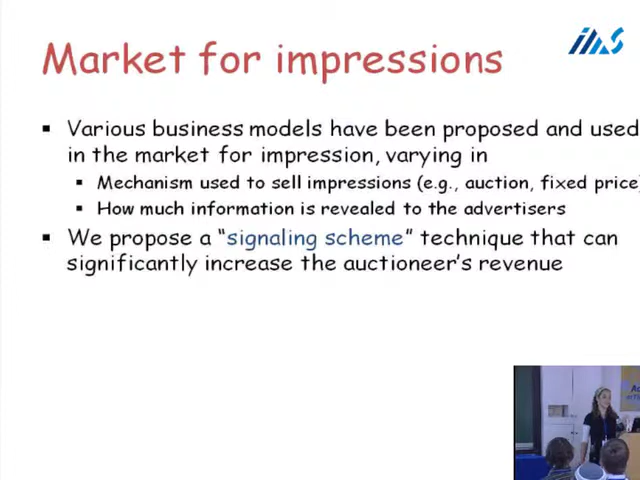 Market for impressions
Various business models have been proposed and used
in the market for impression, varying in
Mechanism used to sell impressions (e.g., auction, fixed price)
How much information is revealed to the advertisers
We propose a “signaling scheme” technique that can
significantly increase the auctioneer’s revenue